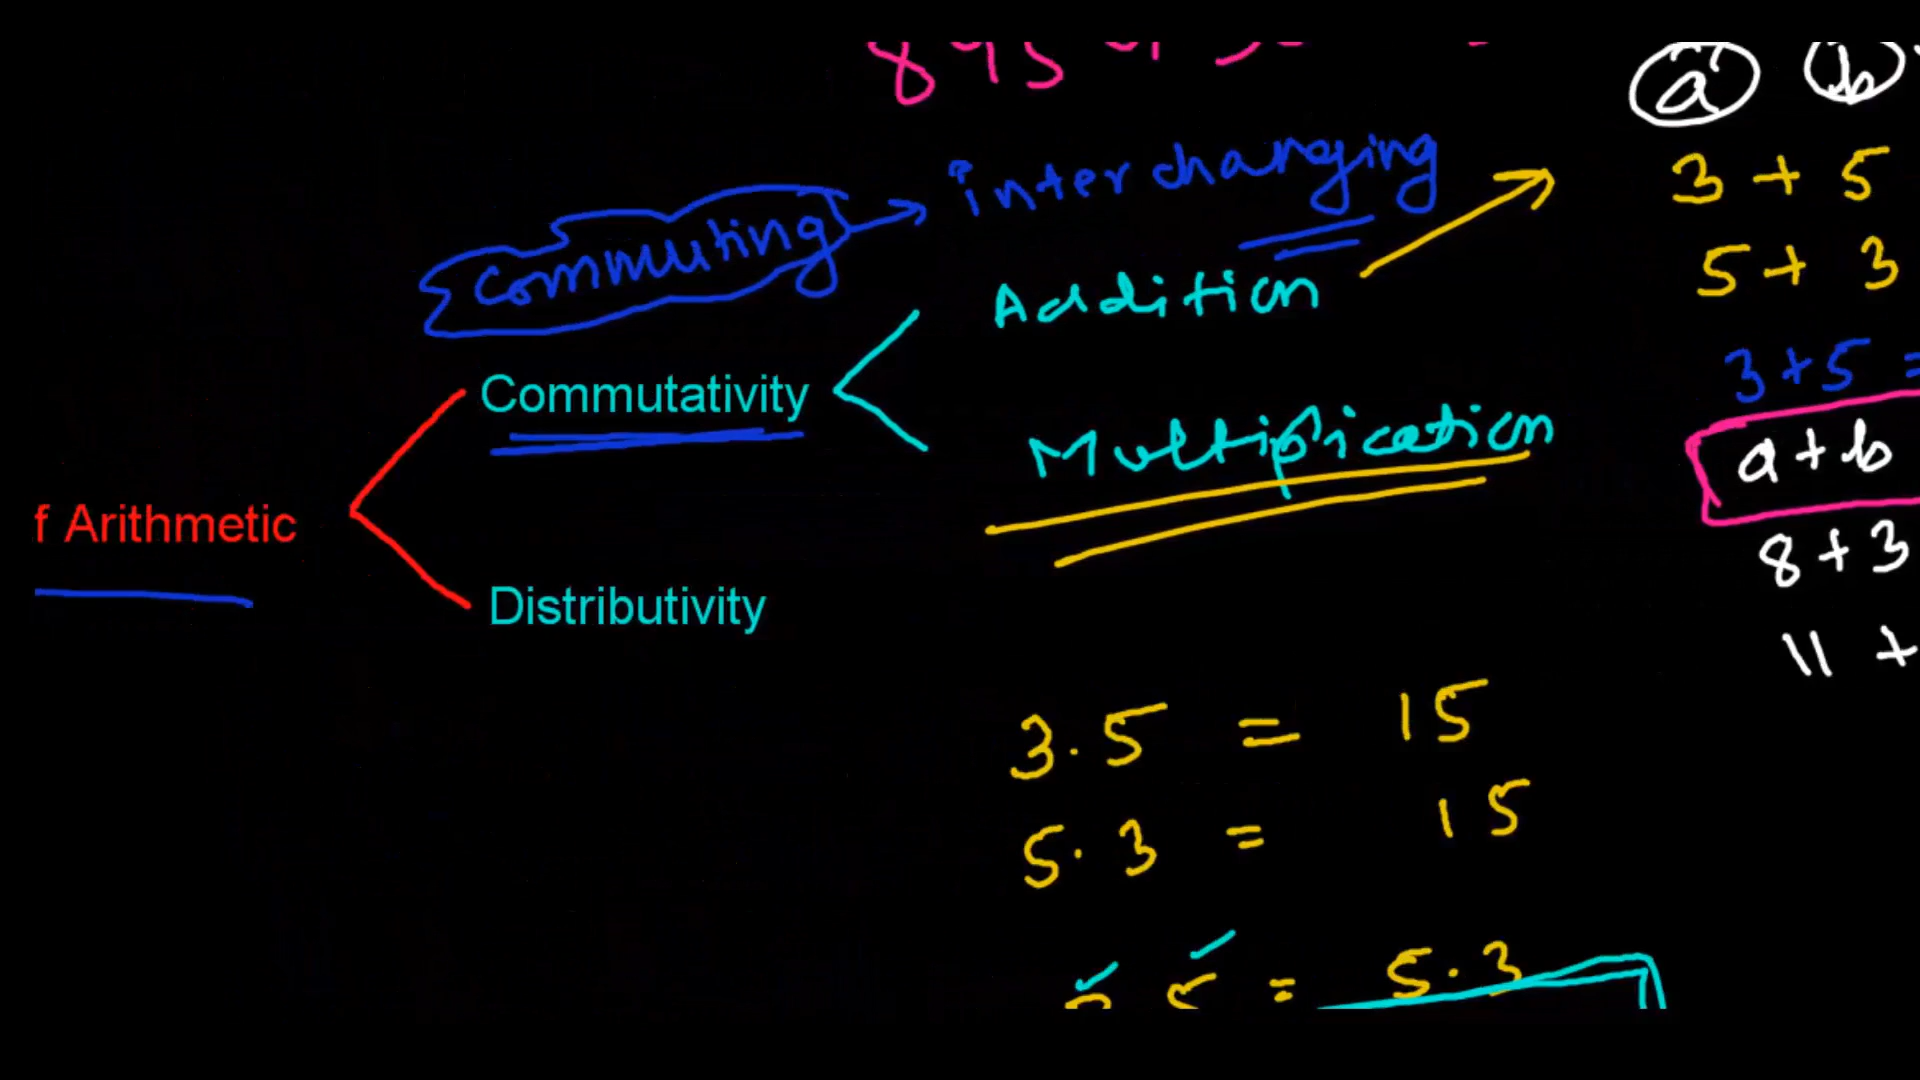 a b
interchanging
3 + 5
commuting
5 + 3
Addition
3 + 5 =
Commutativity
Multiplication
a + b
f Arithmetic
8 + 3
Distributivity
11 +
3 . 5 = 15
5 . 3 = 15
= 5 . 3